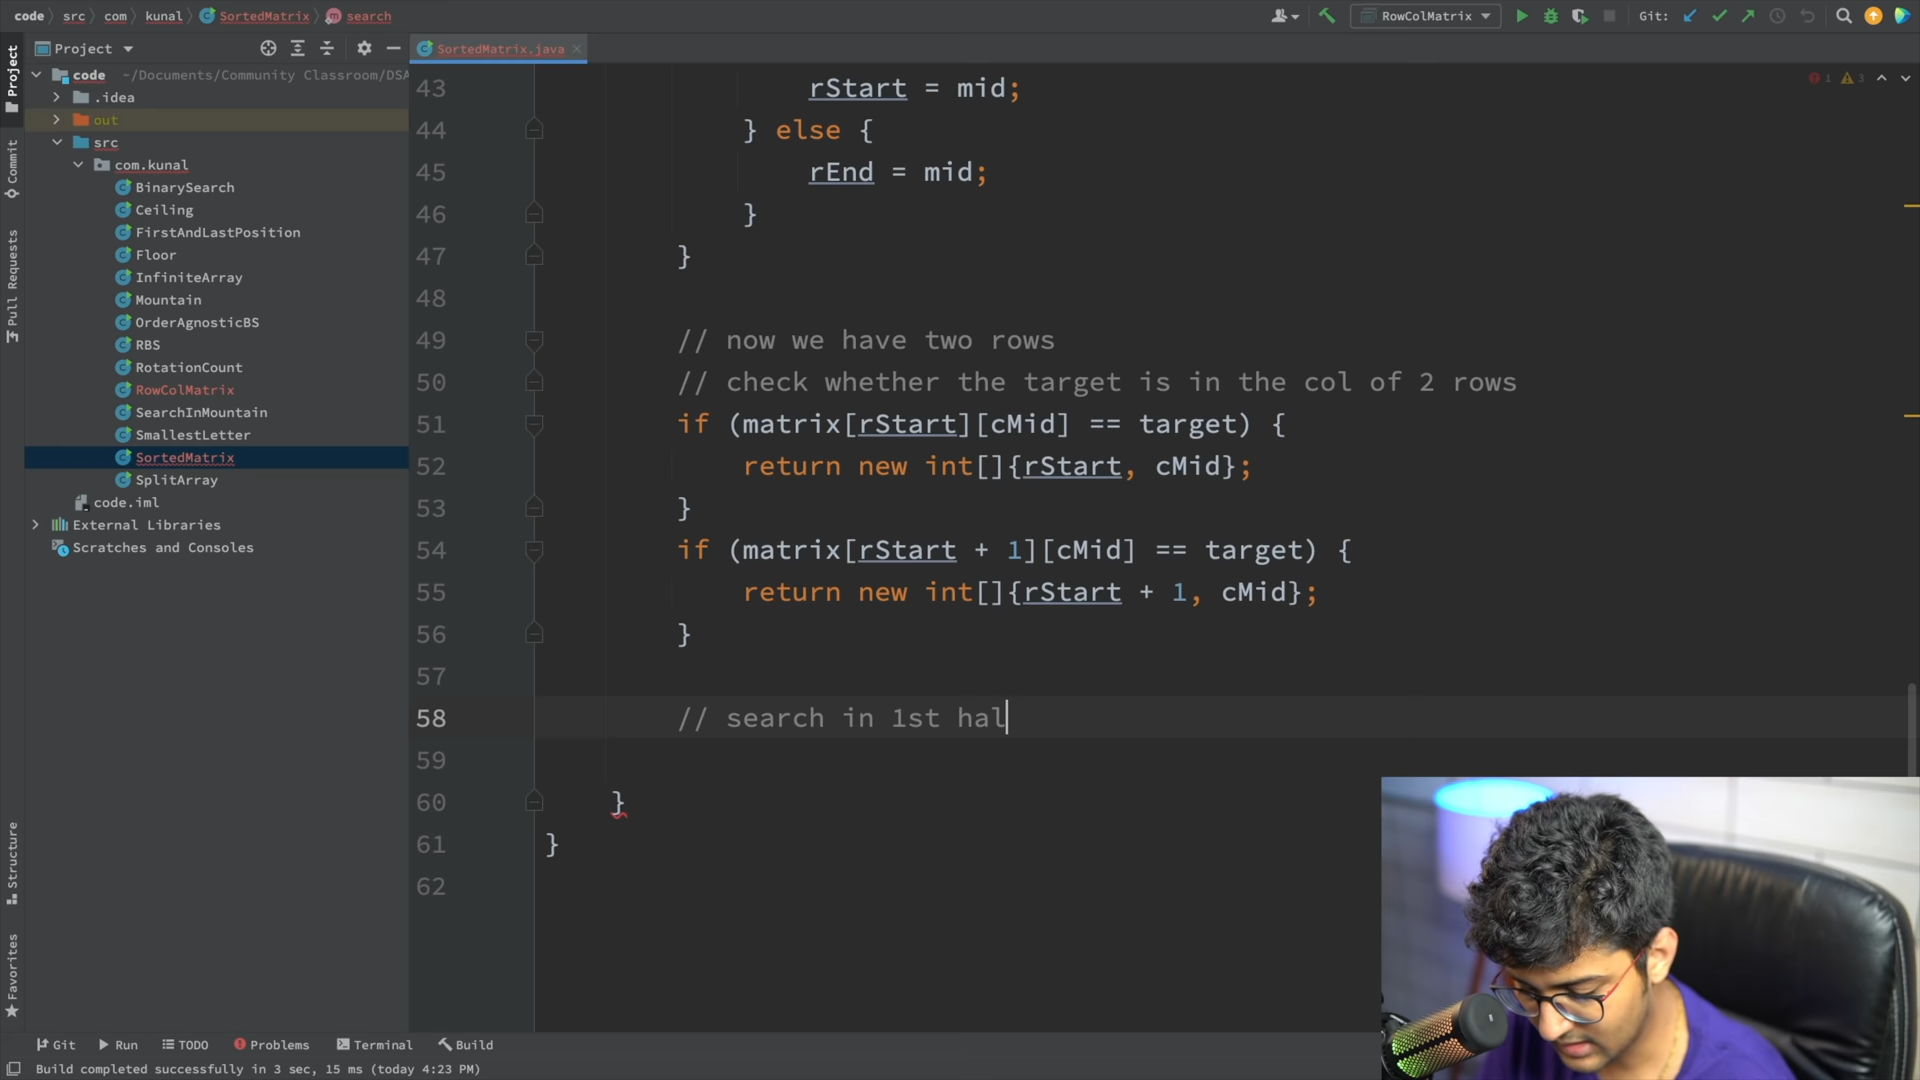 code src com kunal SortedMatrix search RowColMatrix Git:
Project SortedMatrix.java
code ~/Documents/Community Classroom/DSA
.idea
out
src
com.kunal
BinarySearch
Ceiling
FirstAndLastPosition
Floor
InfiniteArray
Mountain
OrderAgnosticBS
RBS
RotationCount
RowColMatrix
SearchInMountain
SmallestLetter
SortedMatrix
SplitArray
code.iml
External Libraries
Scratches and Consoles
Project
Commit
Pull Requests
Structure
Favorites
1 3
43 rStart = mid;
44 } else {
45 rEnd = mid;
46 }
47 }
48
49 // now we have two rows
50 // check whether the target is in the col of 2 rows
51 if (matrix[rStart][cMid] == target) {
52 return new int[]{rStart, cMid};
53 }
54 if (matrix[rStart + 1][cMid] == target) {
55 return new int[]{rStart + 1, cMid};
56 }
57
58 // search in 1st hal
59
60 }
61 }
62
Git Run TODO Problems Terminal Build
Build completed successfully in 3 sec, 15 ms (today 4:23 PM)